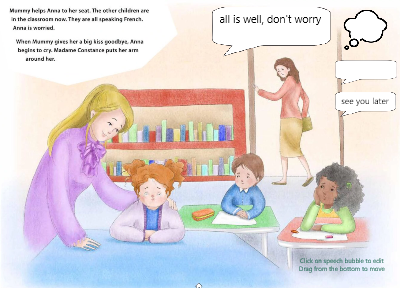 Mummy helps Anna to her seat. The other children are
in the classroom now. They are all speaking French.
Anna is worried.
When Mummy gives her a big kiss goodbye, Anna
begins to cry. Madame Constance puts her arm
around her.
all is well, don't worry
see you later
Click on speech bubble to edit
Drag from the bottom to move